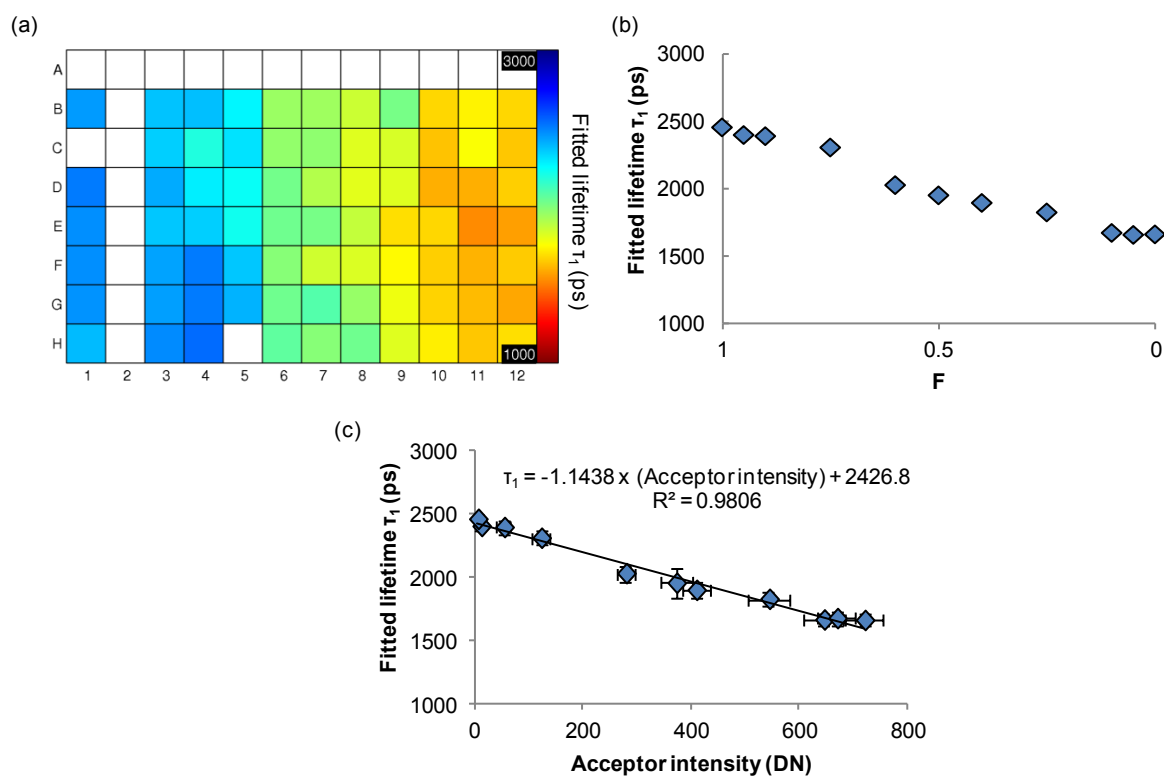 (a)
3000
A
B
C
D
E
F
G
H
1 2 3 4 5 6 7 8 9 10 11 12
1000
Fitted lifetime τ₁ (ps)
(b)
Fitted lifetime τ₁ (ps)
3000
2500
2000
1500
1000
1 0.5 0
F
(c)
Fitted lifetime τ₁ (ps)
3000
2500
2000
1500
1000
τ₁ = -1.1438 x (Acceptor intensity) + 2426.8
R² = 0.9806
0 200 400 600 800
Acceptor intensity (DN)